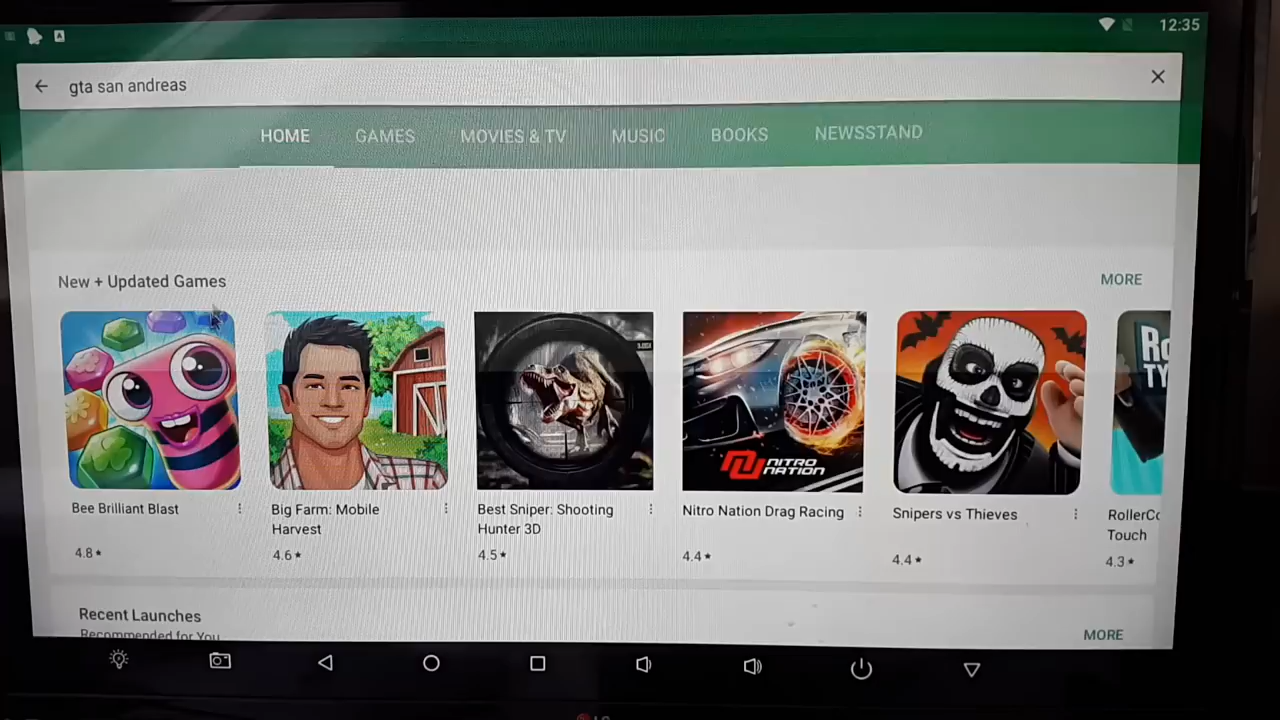 12:35
gta san andreas
HOME GAMES MOVIES & TV MUSIC BOOKS NEWSSTAND
New + Updated Games MORE
NITRO NATION
Bee Brilliant Blast
Big Farm: Mobile
Harvest
Best Sniper: Shooting
Hunter 3D
Nitro Nation Drag Racing
Snipers vs Thieves
RollerCo
Touch
4.8★ 4.6★ 4.5★ 4.4★ 4.4★ 4.3★
Recent Launches
Recommended for You
MORE